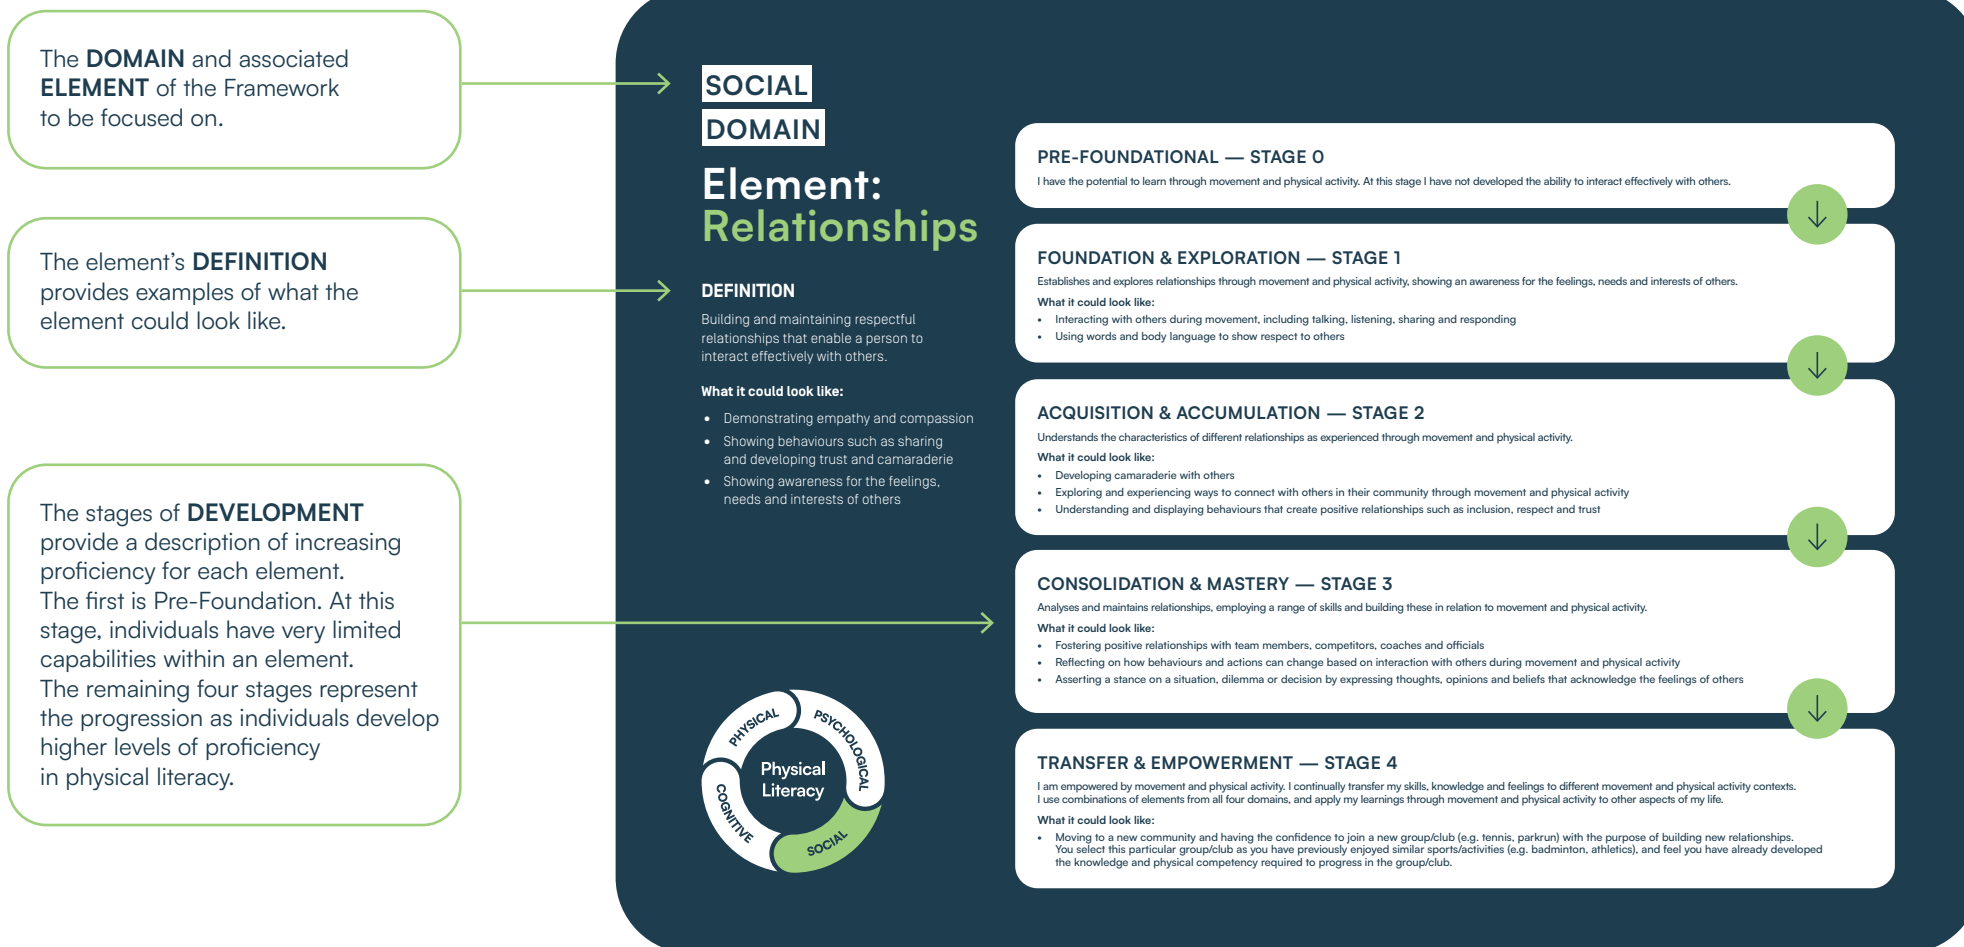 The DOMAIN and associated
ELEMENT of the Framework
to be focused on.
The element’s DEFINITION
provides examples of what the
element could look like.
The stages of DEVELOPMENT
provide a description of increasing
proficiency for each element.
The first is Pre-Foundation. At this
stage, individuals have very limited
capabilities within an element.
The remaining four stages represent
the progression as individuals develop
higher levels of proficiency
in physical literacy.
SOCIAL
DOMAIN
Element:
Relationships
DEFINITION
Building and maintaining respectful
relationships that enable a person to
interact effectively with others.
What it could look like:
• Demonstrating empathy and compassion
• Showing behaviours such as sharing
and developing trust and camaraderie
• Showing awareness for the feelings,
needs and interests of others
PHYSICAL
PSYCHOLOGICAL
SOCIAL
COGNITIVE
Physical
Literacy
PRE-FOUNDATIONAL — STAGE 0
I have the potential to learn through movement and physical activity. At this stage I have not developed the ability to interact effectively with others.
FOUNDATION & EXPLORATION — STAGE 1
Establishes and explores relationships through movement and physical activity, showing an awareness for the feelings, needs and interests of others.
What it could look like:
• Interacting with others during movement, including talking, listening, sharing and responding
• Using words and body language to show respect to others
ACQUISITION & ACCUMULATION — STAGE 2
Understands the characteristics of different relationships as experienced through movement and physical activity.
What it could look like:
• Developing camaraderie with others
• Exploring and experiencing ways to connect with others in their community through movement and physical activity
• Understanding and displaying behaviours that create positive relationships such as inclusion, respect and trust
CONSOLIDATION & MASTERY — STAGE 3
Analyses and maintains relationships, employing a range of skills and building these in relation to movement and physical activity.
What it could look like:
• Fostering positive relationships with team members, competitors, coaches and officials
• Reflecting on how behaviours and actions can change based on interaction with others during movement and physical activity
• Asserting a stance on a situation, dilemma or decision by expressing thoughts, opinions and beliefs that acknowledge the feelings of others
TRANSFER & EMPOWERMENT — STAGE 4
I am empowered by movement and physical activity. I continually transfer my skills, knowledge and feelings to different movement and physical activity contexts.
I use combinations of elements from all four domains, and apply my learnings through movement and physical activity to other aspects of my life.
What it could look like:
• Moving to a new community and having the confidence to join a new group/club (e.g. tennis, parkrun) with the purpose of building new relationships.
You select this particular group/club as you have previously enjoyed similar sports/activities (e.g. badminton, athletics), and feel you have already developed
the knowledge and physical competency required to progress in the group/club.